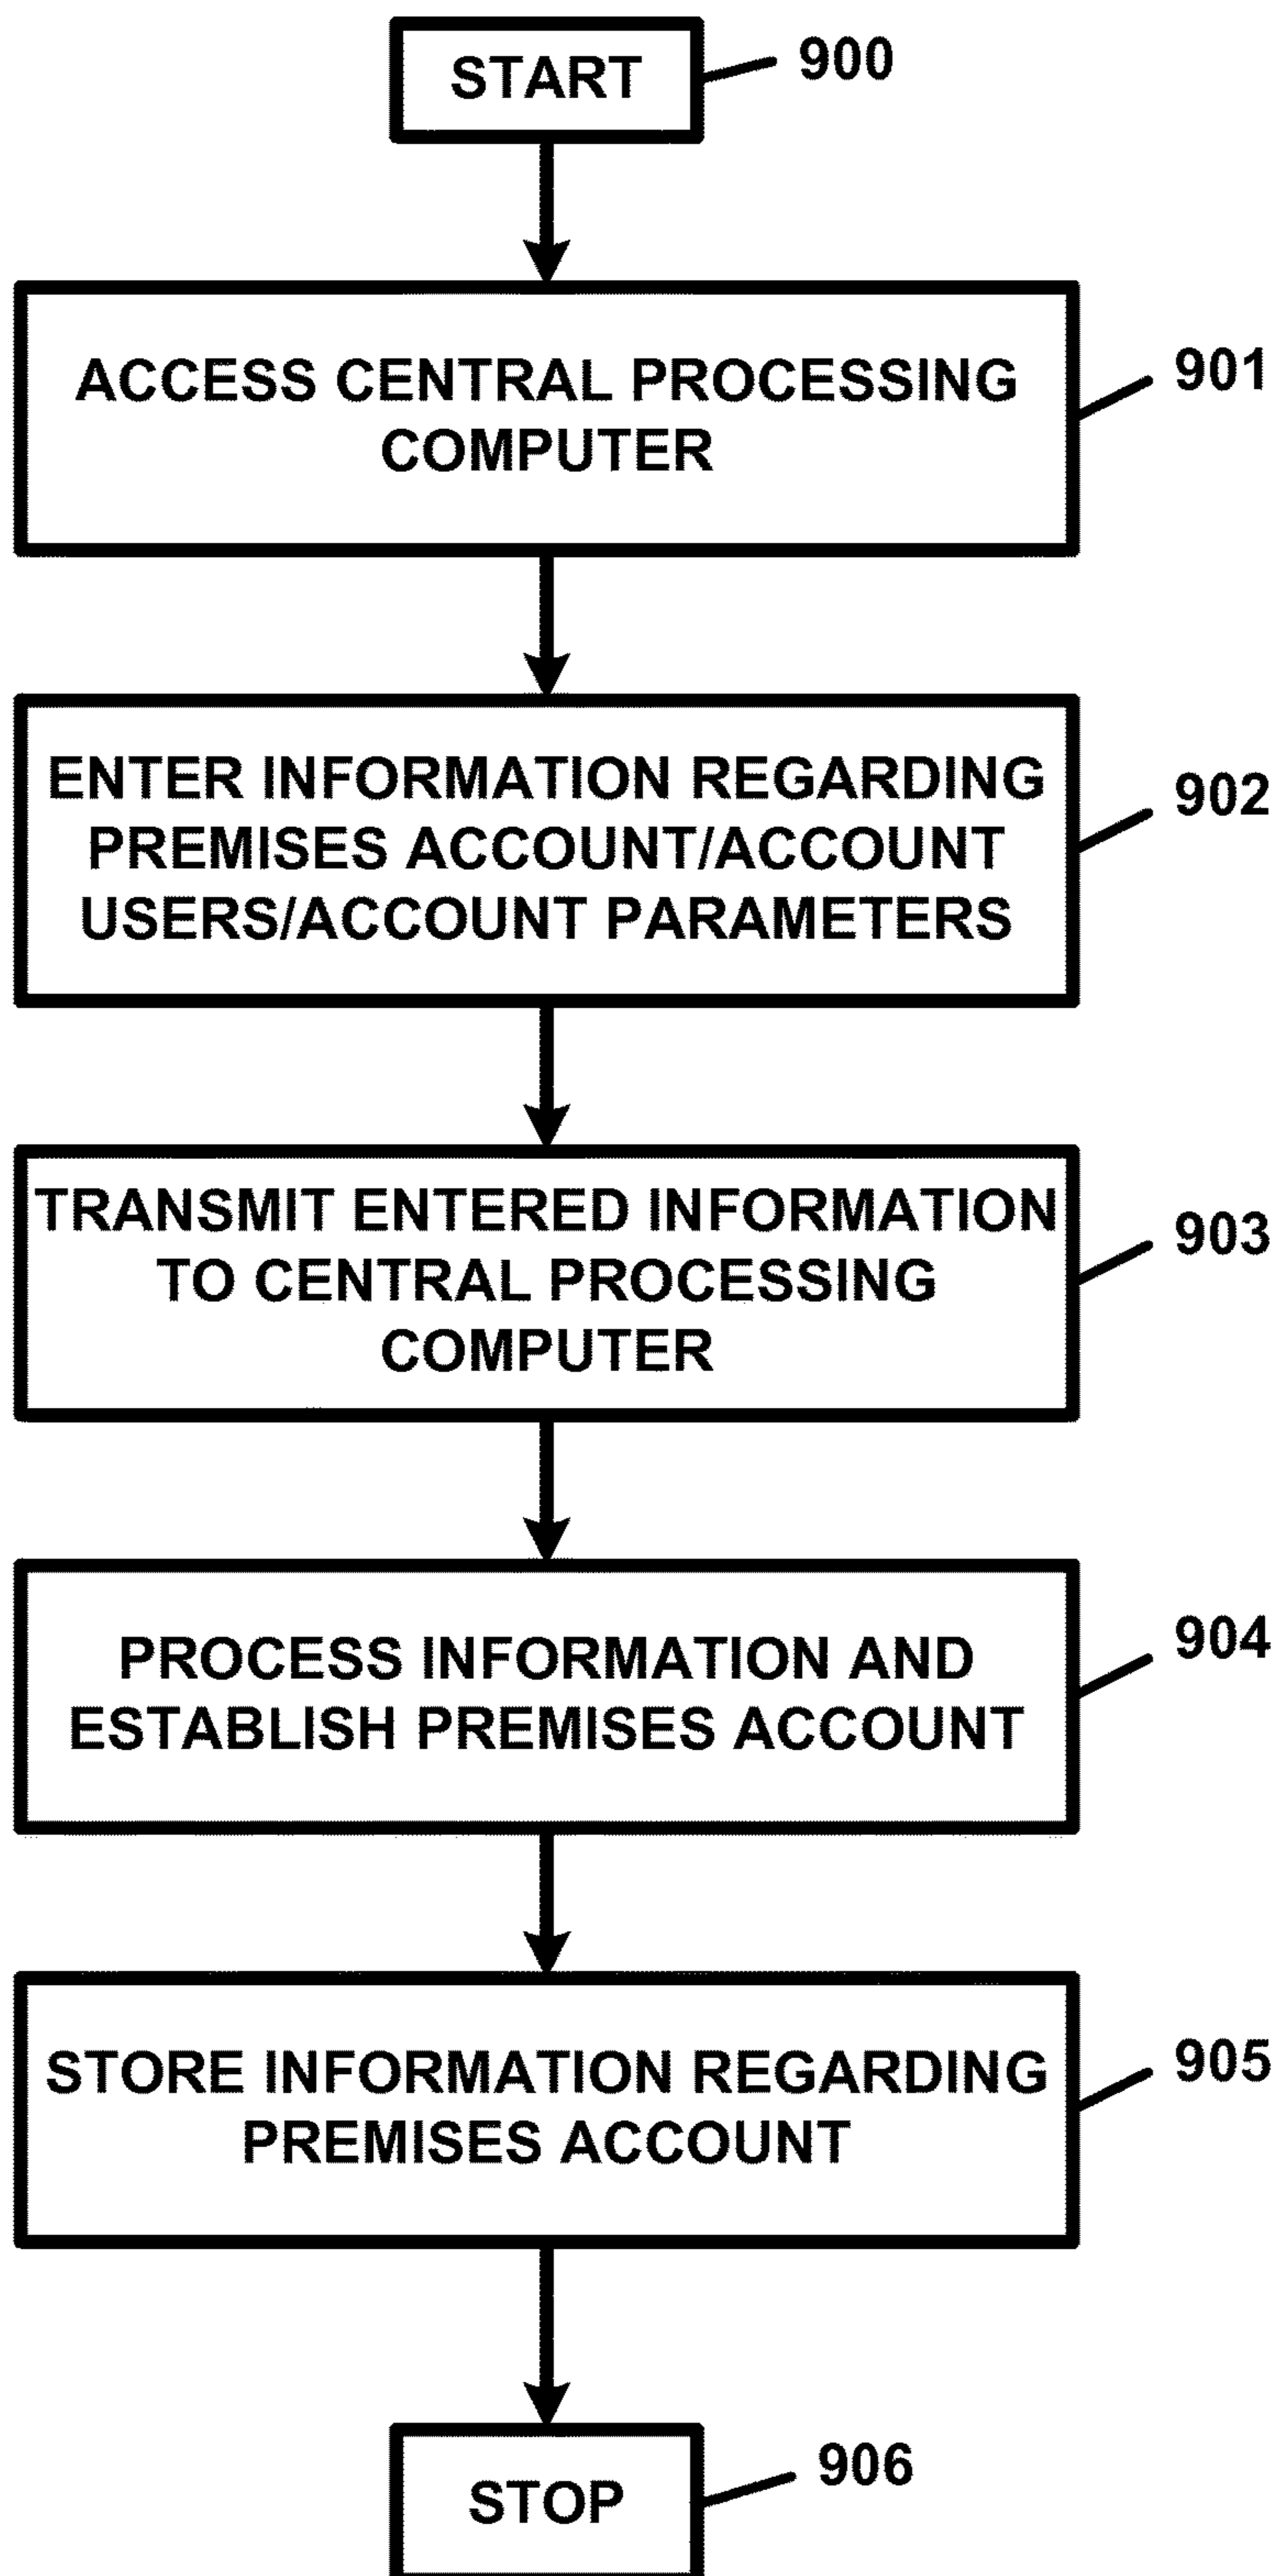 START
900
ACCESS CENTRAL PROCESSING
COMPUTER
901
ENTER INFORMATION REGARDING
PREMISES ACCOUNT/ACCOUNT
USERS/ACCOUNT PARAMETERS
902
TRANSMIT ENTERED INFORMATION
TO CENTRAL PROCESSING
COMPUTER
903
PROCESS INFORMATION AND
ESTABLISH PREMISES ACCOUNT
904
STORE INFORMATION REGARDING
PREMISES ACCOUNT
905
STOP
906